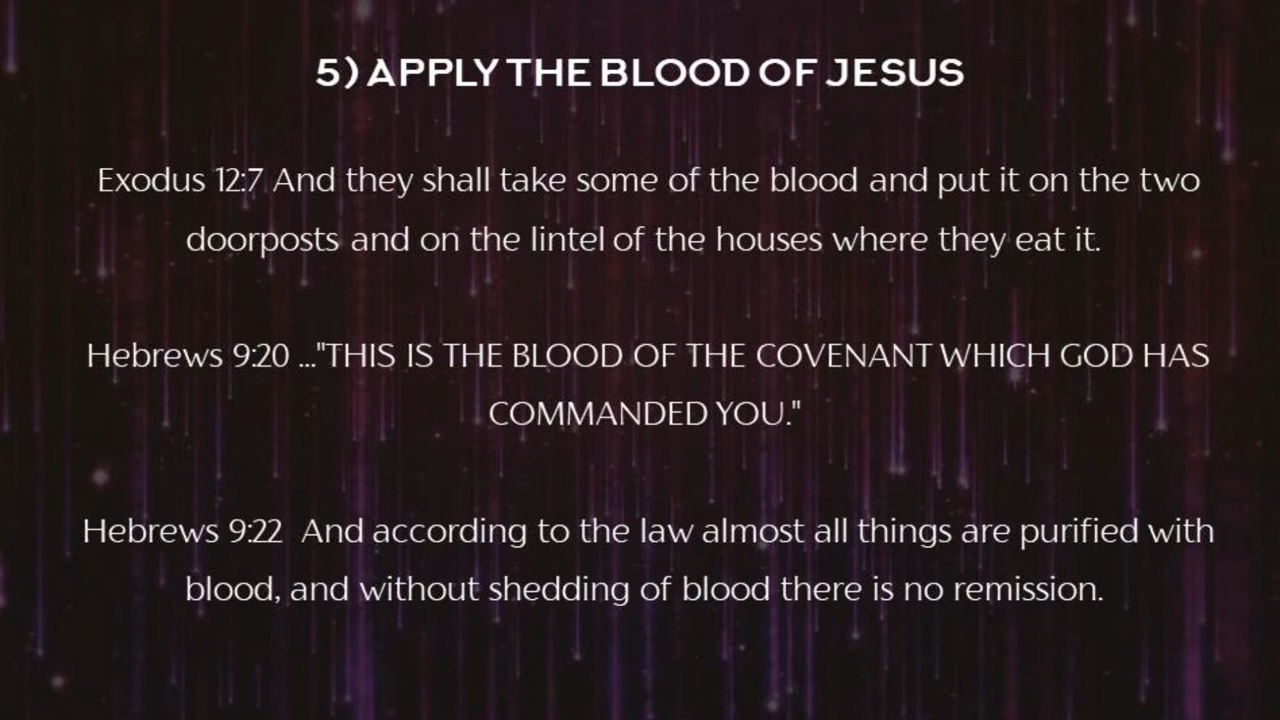 5) APPLY THE BLOOD OF JESUS
Exodus 12:7 And they shall take some of the blood and put it on the two
doorposts and on the lintel of the houses where they eat it.
Hebrews 9:20 ..."THIS IS THE BLOOD OF THE COVENANT WHICH GOD HAS
COMMANDED YOU."
Hebrews 9:22  And according to the law almost all things are purified with
blood, and without shedding of blood there is no remission.